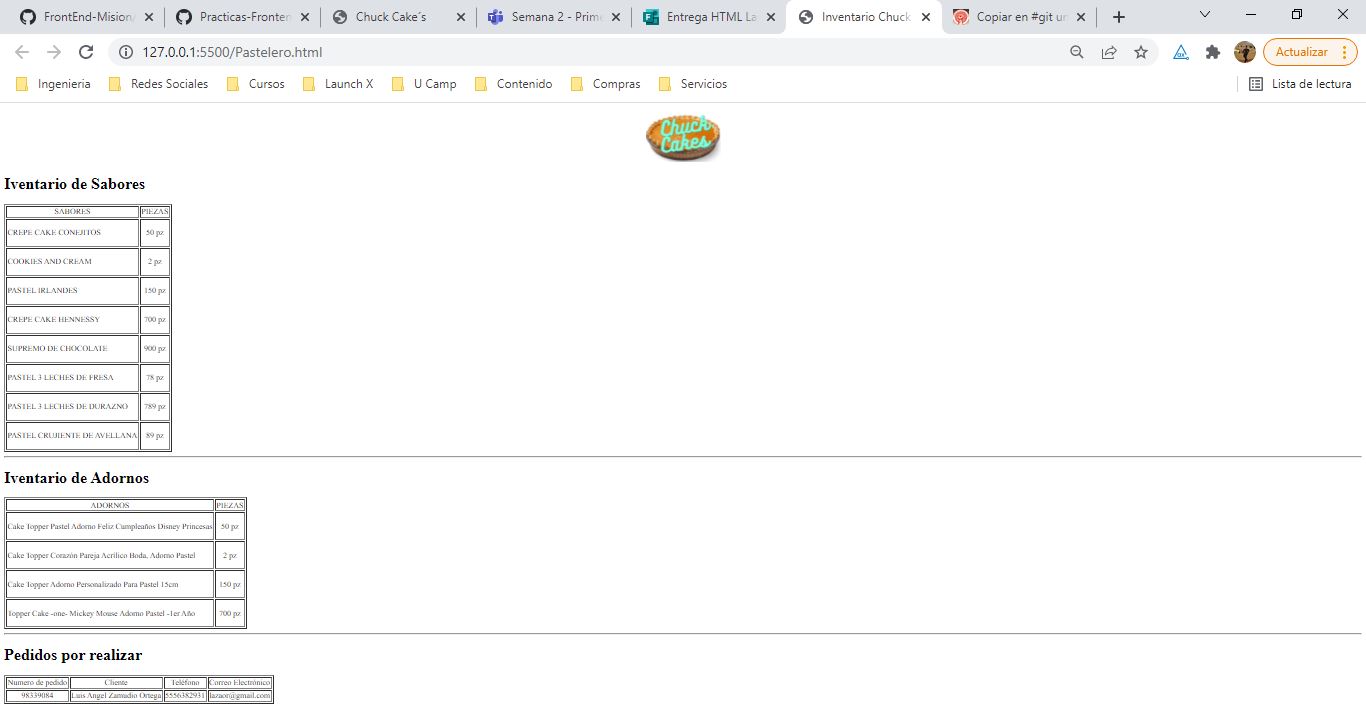 FrontEnd-Mision/ Practicas-Fronten Chuck Cake´s Semana 2 - Prim Entrega HTML La Inventario Chuck Copiar en #git un
127.0.0.1:5500/Pastelero.html Actualizar
Ingenieria Redes Sociales Cursos Launch X U Camp Contenido Compras Servicios Lista de lectura
Chuck
Cakes
Iventario de Sabores
SABORES PIEZAS
CREPE CAKE CONEJITOS 50 pz
COOKIES AND CREAM 2 pz
PASTEL IRLANDES 150 pz
CREPE CAKE HENNESSY 700 pz
SUPREMO DE CHOCOLATE 900 pz
PASTEL 3 LECHES DE FRESA 78 pz
PASTEL 3 LECHES DE DURAZNO 789 pz
PASTEL CRUJIENTE DE AVELLANA 89 pz
Iventario de Adornos
ADORNOS PIEZAS
Cake Topper Pastel Adorno Feliz Cumpleaños Disney Princesas 50 pz
Cake Topper Corazón Pareja Acrílico Boda, Adorno Pastel 2 pz
Cake Topper Adorno Personalizado Para Pastel 15cm 150 pz
Topper Cake -one- Mickey Mouse Adorno Pastel -1er Año 700 pz
Pedidos por realizar
Numero de pedido Cliente Teléfono Correo Electrónico
98339084 Luis Angel Zamudio Ortega 5556382931 lazaor@gmail.com